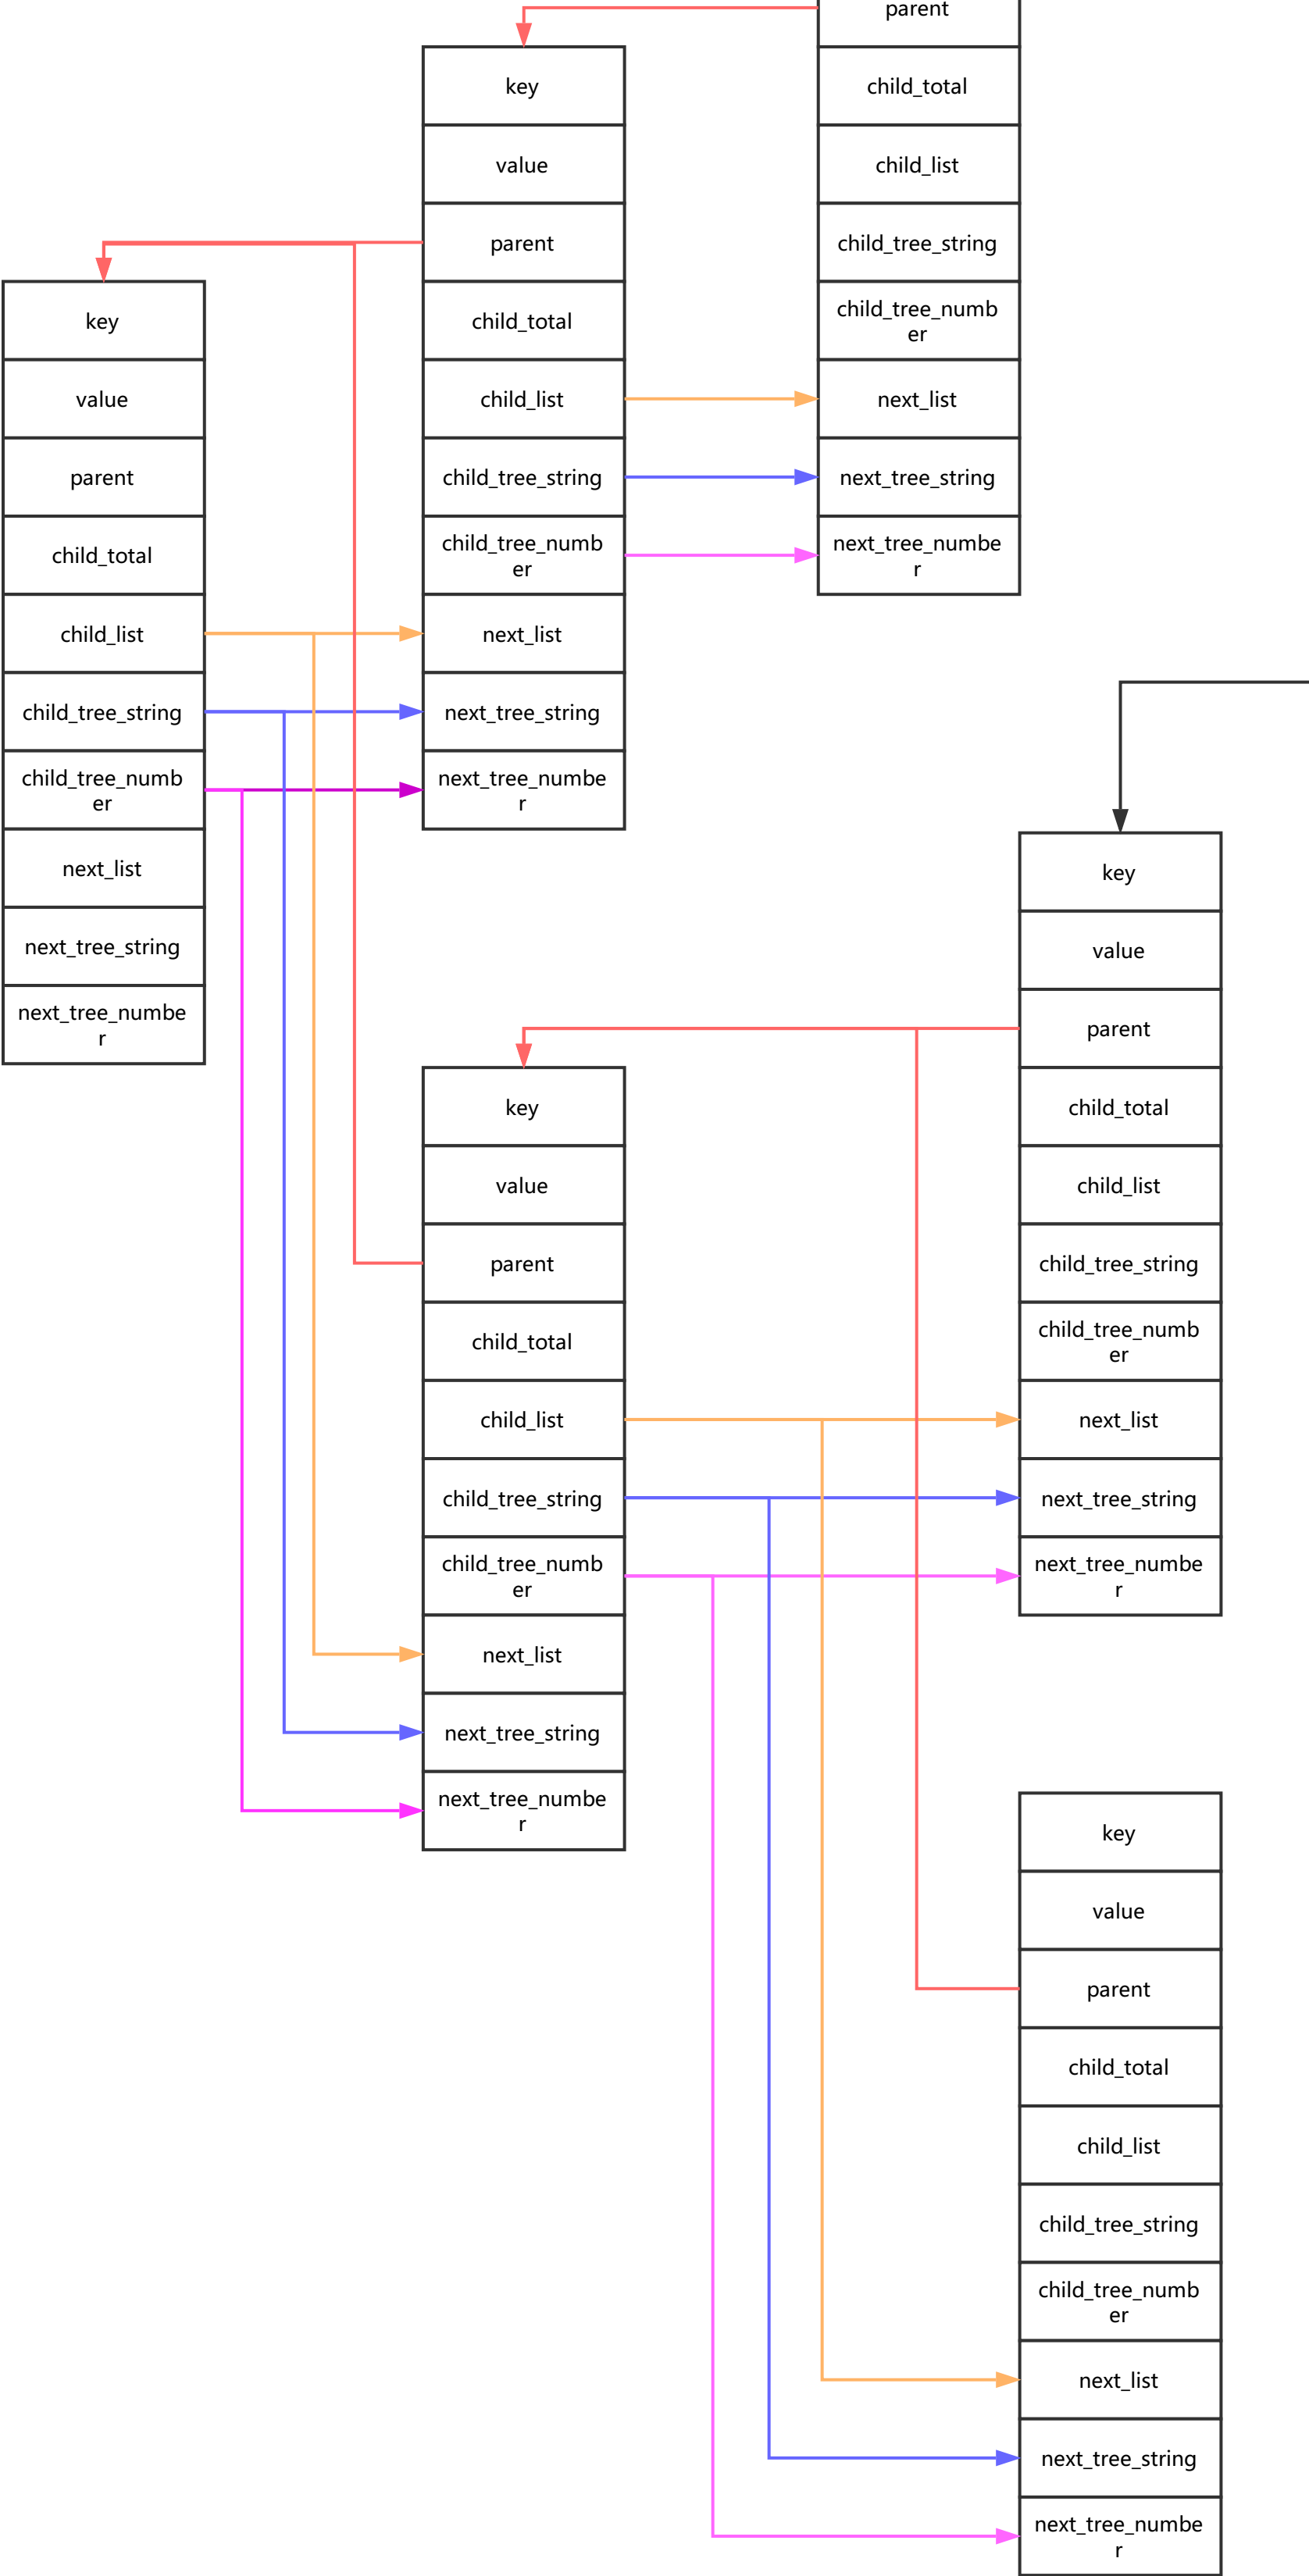 key
value
parent
child_total
child_list
child_tree_string
child_tree_numb
er
next_list
next_tree_string
next_tree_numbe
r
key
value
parent
child_total
child_list
child_tree_string
child_tree_numb
er
next_list
next_tree_string
next_tree_numbe
r
parent
child_total
child_list
child_tree_string
child_tree_numb
er
next_list
next_tree_string
next_tree_numbe
r
key
value
parent
child_total
child_list
child_tree_string
child_tree_numb
er
next_list
next_tree_string
next_tree_numbe
r
key
value
parent
child_total
child_list
child_tree_string
child_tree_numb
er
next_list
next_tree_string
next_tree_numbe
r
key
value
parent
child_total
child_list
child_tree_string
child_tree_numb
er
next_list
next_tree_string
next_tree_numbe
r